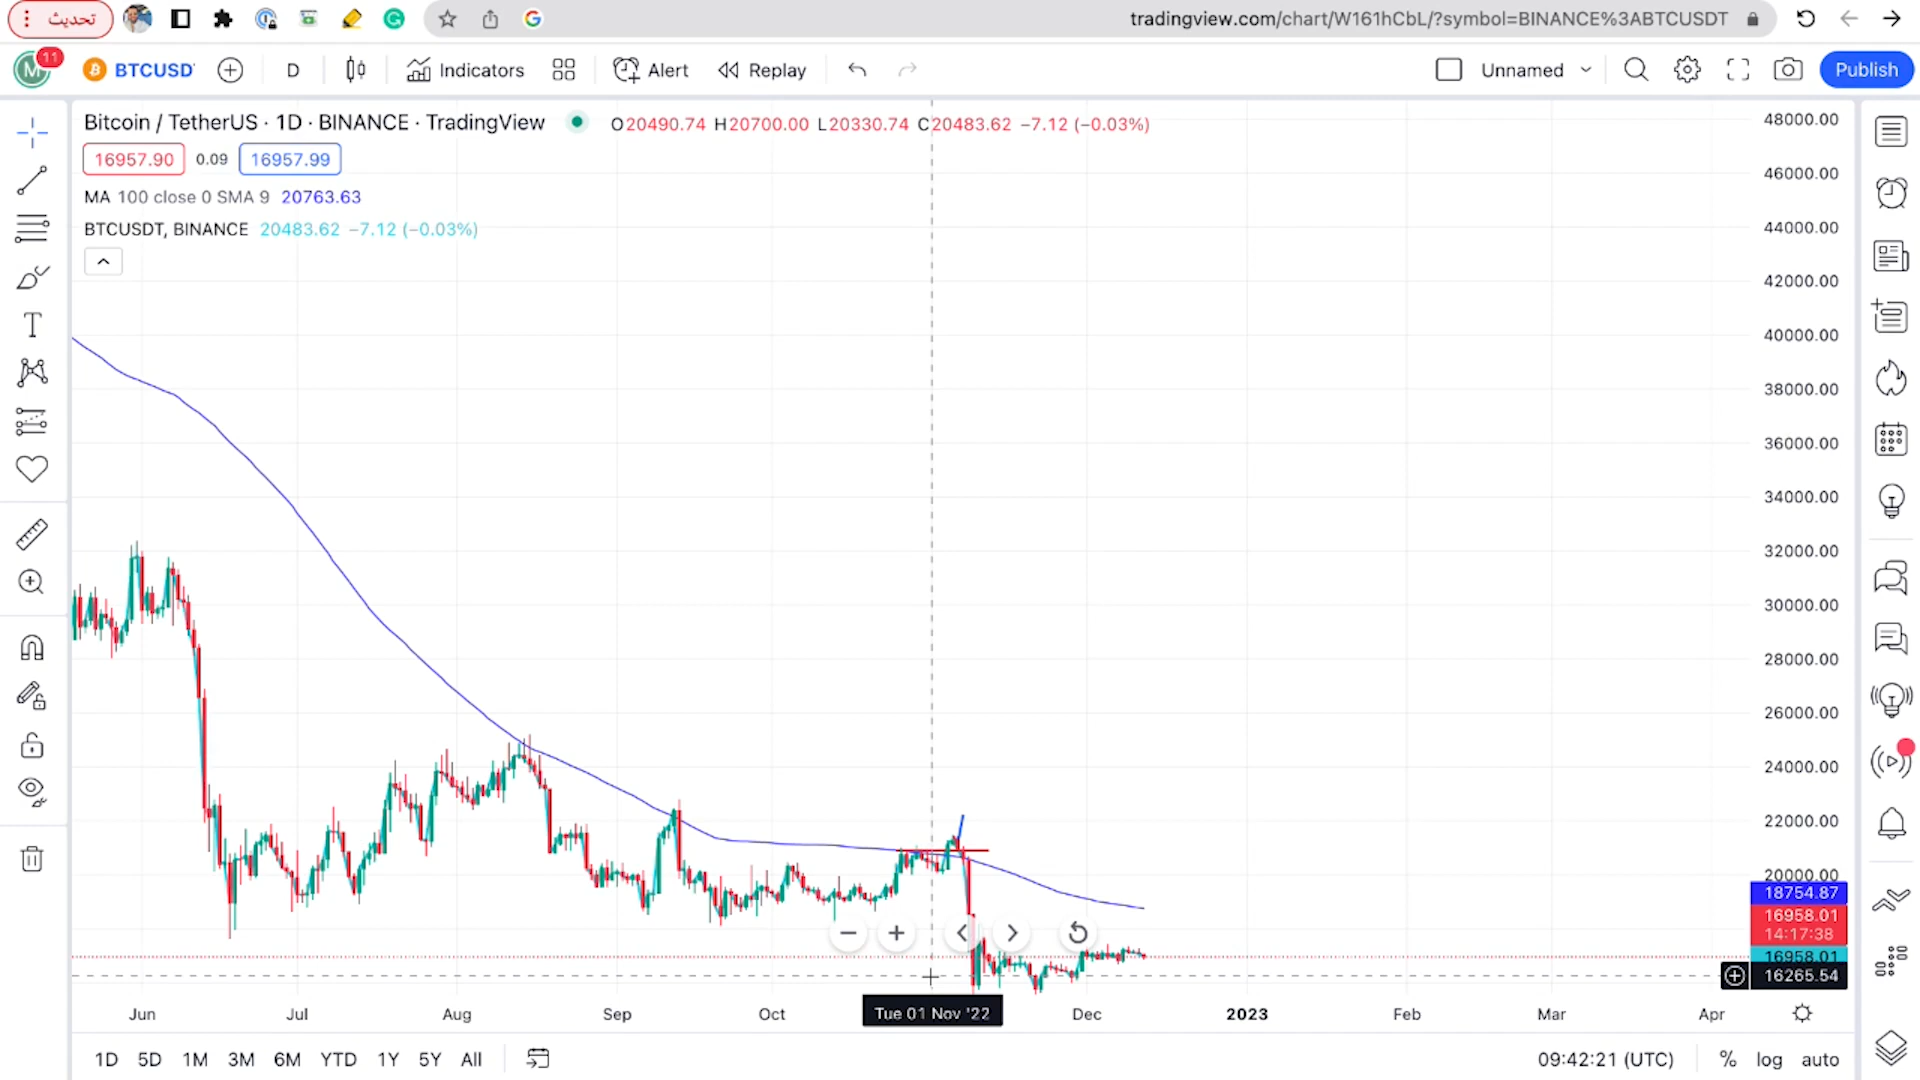 تحديث
tradingview.com/chart/W161hCbL/?symbol=BINANCE%3ABTCUSDT
M 11
BTCUSD
D
Indicators
Alert
Replay
Unnamed
Publish
Bitcoin / TetherUS · 1D · BINANCE · TradingView
O20490.74 H20700.00 L20330.74 C20483.62 −7.12 (−0.03%)
16957.90 0.09 16957.99
MA 100 close 0 SMA 9 20763.63
BTCUSDT, BINANCE 20483.62 −7.12 (−0.03%)
48000.00
46000.00
44000.00
42000.00
40000.00
38000.00
36000.00
34000.00
32000.00
30000.00
28000.00
26000.00
24000.00
22000.00
20000.00
18754.87
16958.01
14:17:38
16958.01
16265.54
Jun Jul Aug Sep Oct Tue 01 Nov '22 Dec 2023 Feb Mar Apr
1D 5D 1M 3M 6M YTD 1Y 5Y All
09:42:21 (UTC) % log auto